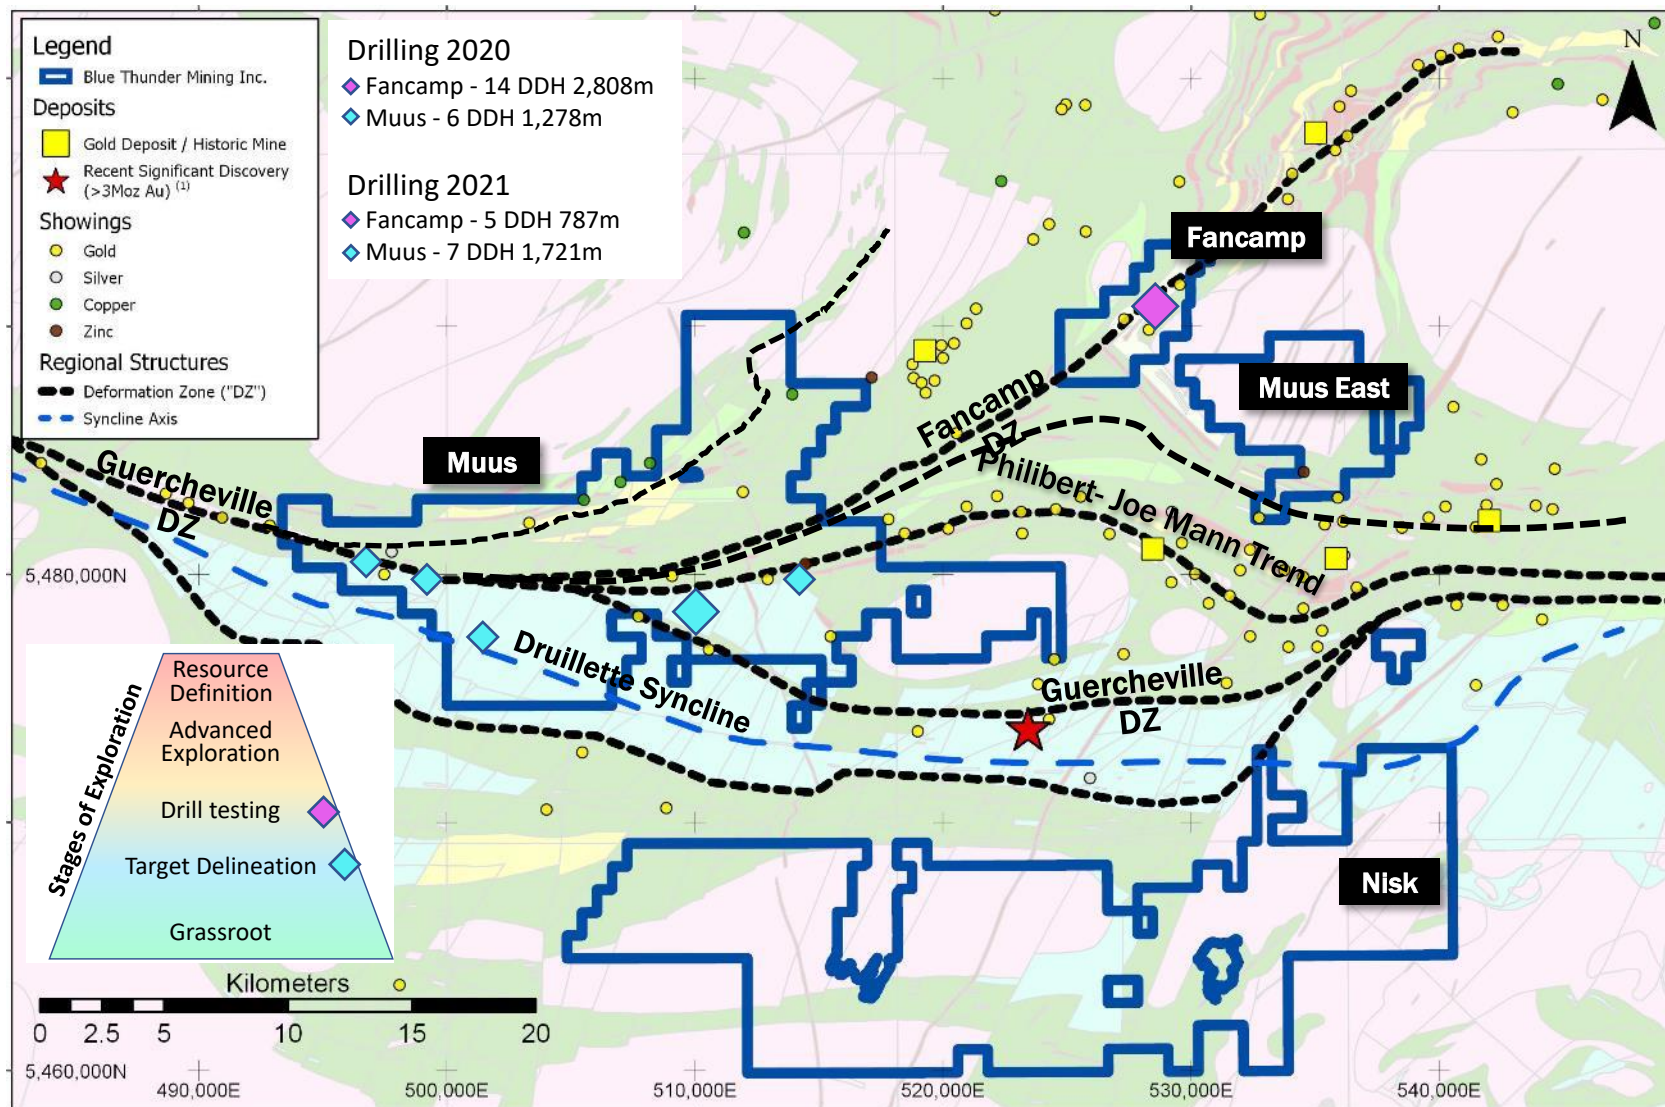 Legend
Blue Thunder Mining Inc.
Deposits
Gold Deposit / Historic Mine
Recent Significant Discovery
(>3Moz Au) (1)
Showings
Gold
Silver
Copper
Zinc
Regional Structures
Deformation Zone ("DZ")
Syncline Axis
Drilling 2020
Fancamp - 14 DDH 2,808m
Muus - 6 DDH 1,278m
Drilling 2021
Fancamp - 5 DDH 787m
Muus - 7 DDH 1,721m
N
Fancamp
Muus East
Muus
Fancamp
DZ
Guercheville
DZ
Philibert- Joe Mann Trend
5,480,000N
Druillette Syncline
Guercheville
DZ
Nisk
Stages of Exploration
Resource
Definition
Advanced
Exploration
Drill testing
Target Delineation
Grassroot
Kilometers
0 2.5 5 10 15 20
5,460,000N
490,000E 500,000E 510,000E 520,000E 530,000E 540,000E